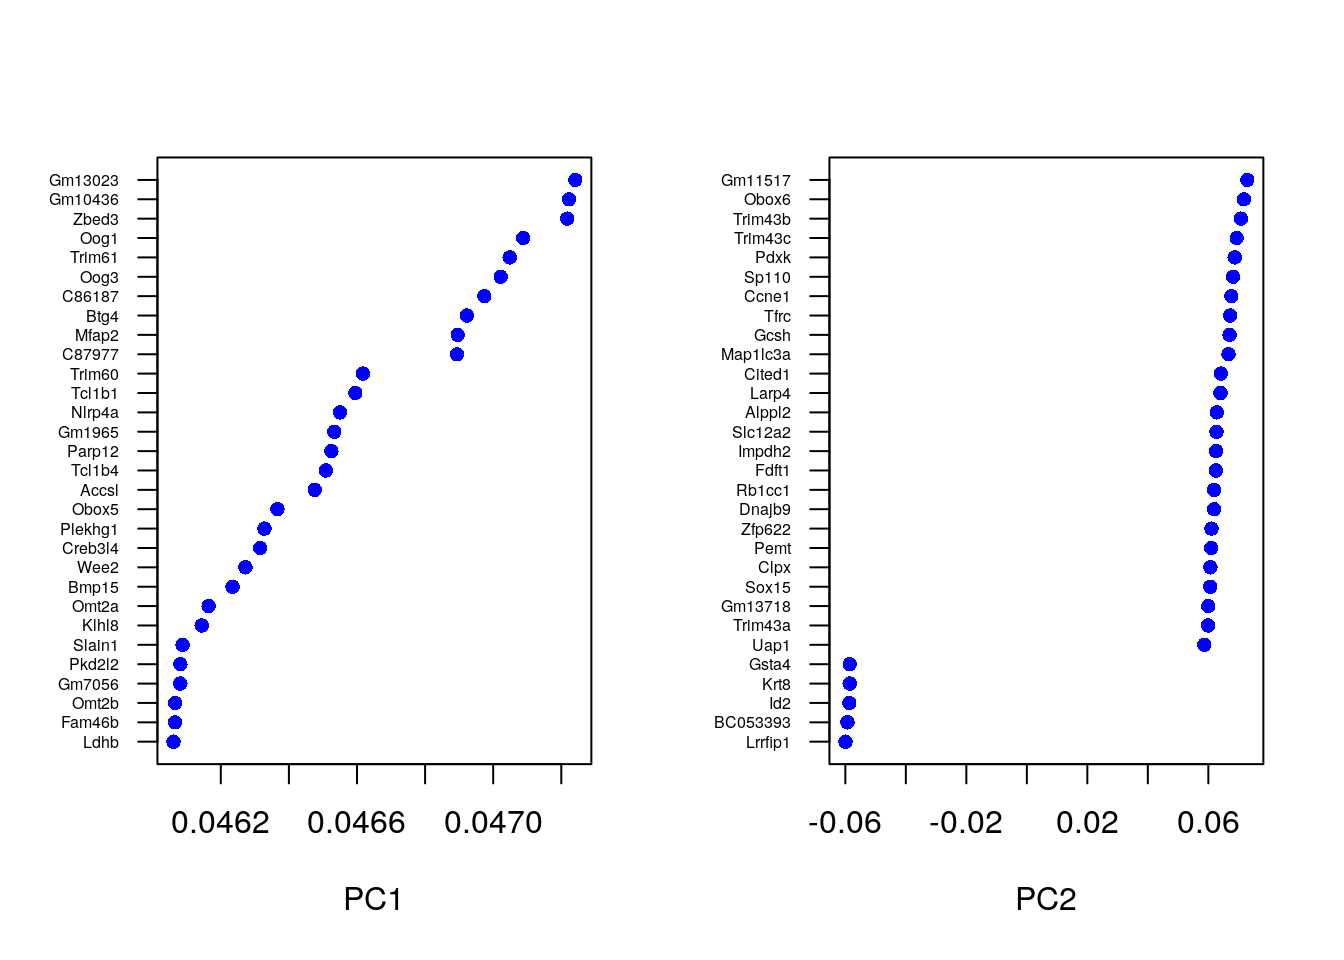 Gm13023
Gm10436
Zbed3
Oog1
Trim61
Oog3
C86187
Btg4
Mfap2
C87977
Trim60
Tcl1b1
Nlrp4a
Gm1965
Parp12
Tcl1b4
Accsl
Obox5
Plekhg1
Creb3l4
Wee2
Bmp15
Omt2a
Klhl8
Slain1
Pkd2l2
Gm7056
Omt2b
Fam46b
Ldhb
0.0462 0.0466 0.0470
PC1
Gm11517
Obox6
Trim43b
Trim43c
Pdxk
Sp110
Ccne1
Tfrc
Gcsh
Map1lc3a
Cited1
Larp4
Alppl2
Slc12a2
Impdh2
Fdft1
Rb1cc1
Dnajb9
Zfp622
Pemt
Clpx
Sox15
Gm13718
Trim43a
Uap1
Gsta4
Krt8
Id2
BC053393
Lrrfip1
-0.06 -0.02 0.02 0.06
PC2